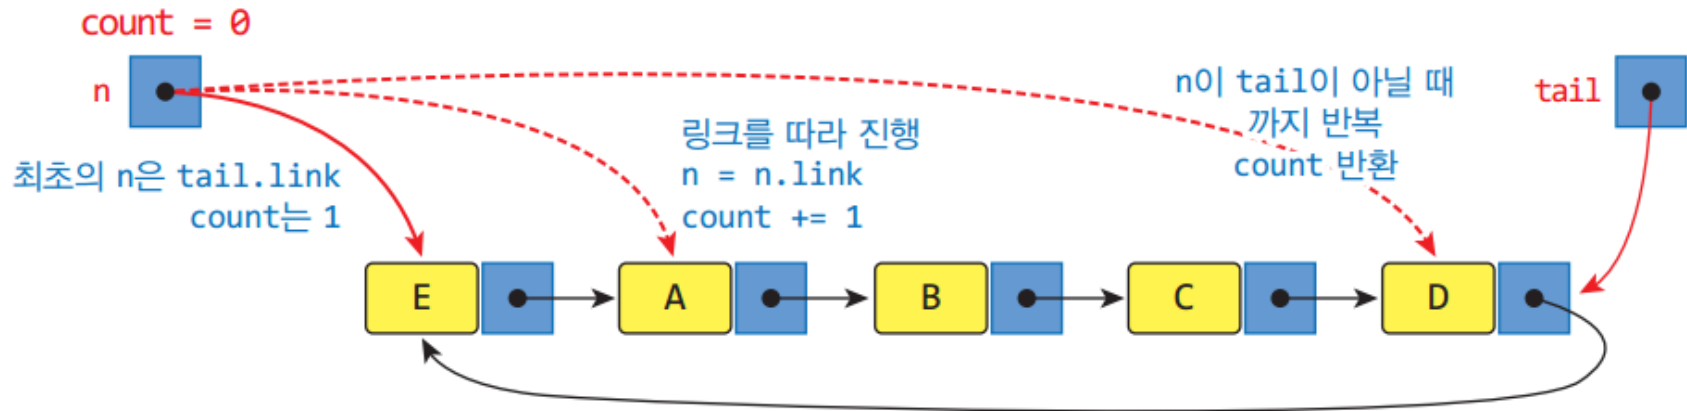 count = 0
n
최초의 n은 tail.link
count는 1
링크를 따라 진행
n = n.link
count += 1
n이 tail이 아닐 때
까지 반복
count 반환
tail
E
A
B
C
D